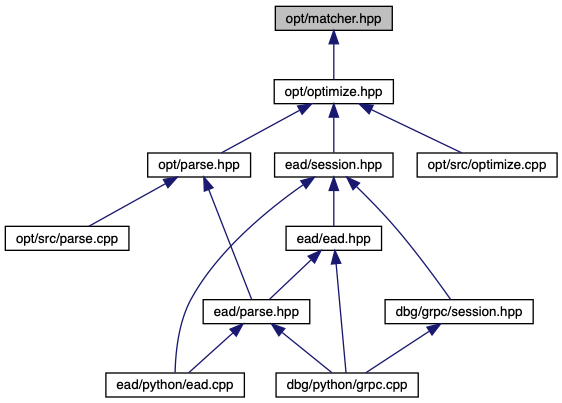 opt/matcher.hpp
opt/optimize.hpp
opt/parse.hpp
ead/session.hpp
opt/src/optimize.cpp
opt/src/parse.cpp
ead/ead.hpp
ead/parse.hpp
dbg/grpc/session.hpp
ead/python/ead.cpp
dbg/python/grpc.cpp